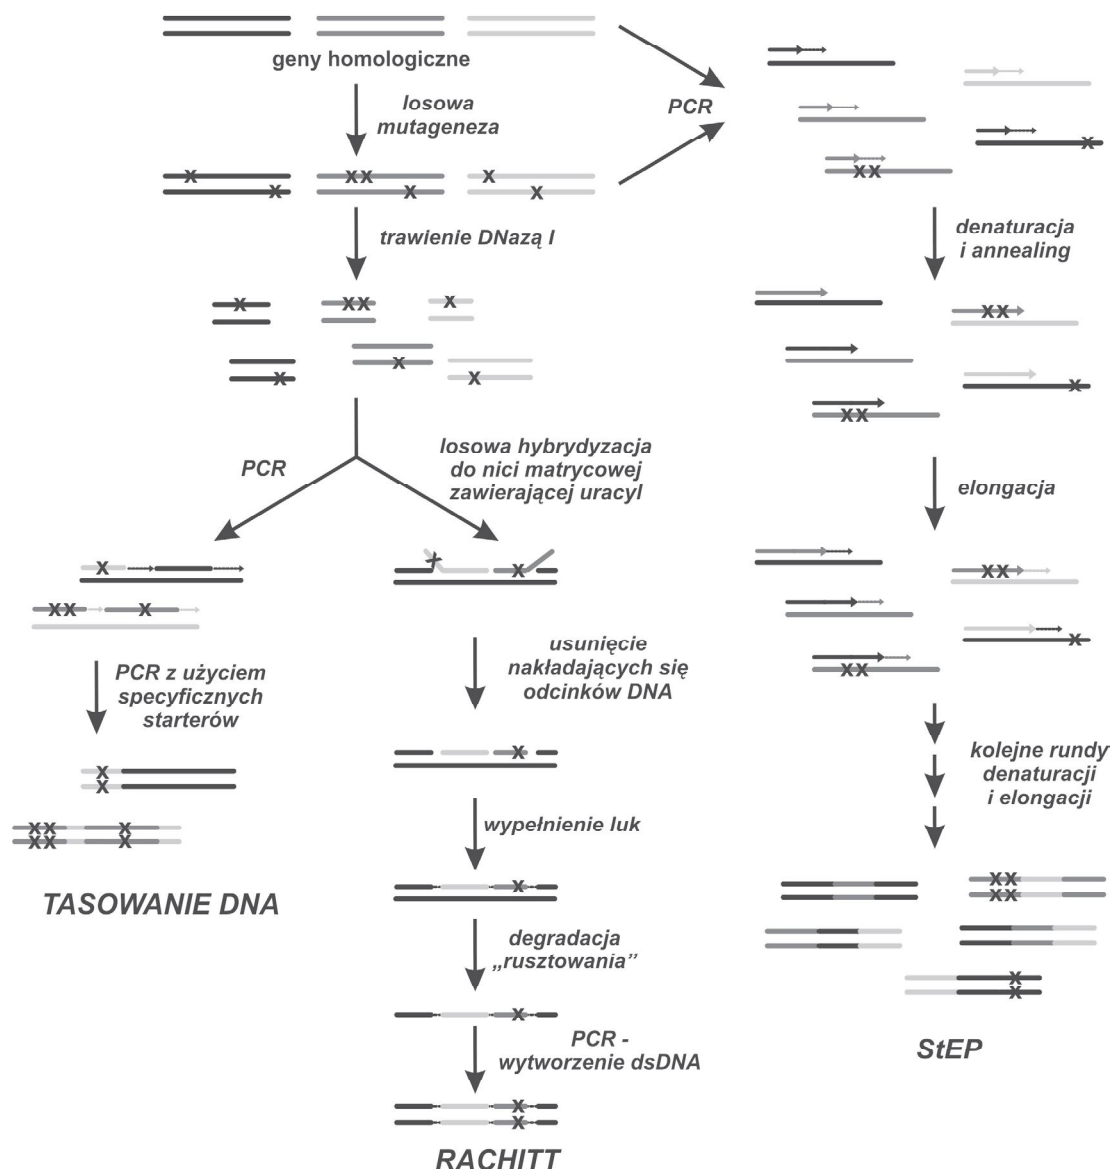 geny homologiczne
losowa
mutageneza
PCR
trawienie DNazą I
PCR
losowa hybrydyzacja
do nici matrycowej
zawierającej uracyl
PCR z użyciem
specyficznych
starterów
TASOWANIE DNA
usunięcie
nakładających się
odcinków DNA
wypełnienie luk
degradacja
„rusztowania”
PCR -
wytworzenie dsDNA
RACHITT
denaturacja
i annealing
elongacja
kolejne rundy
denaturacji
i elongacji
StEP